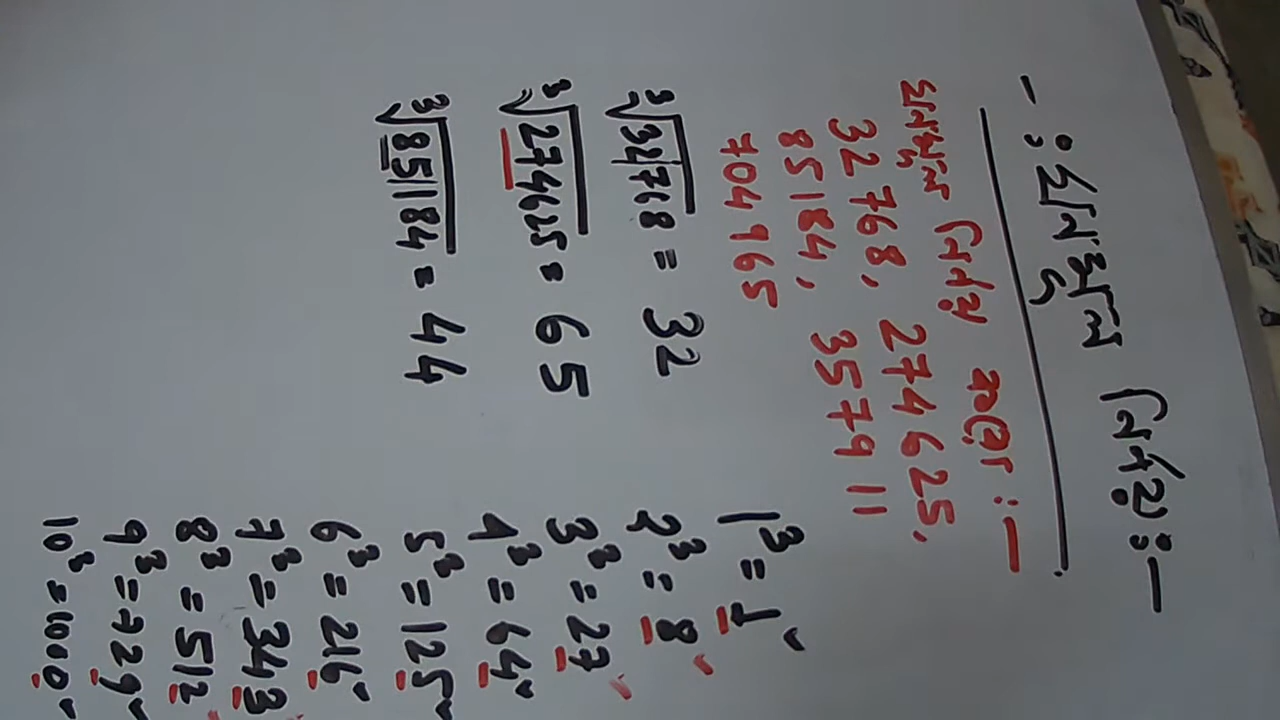 -: ঘনমূল নির্ণয় :-
ঘনমূল নির্ণয় করো :-
32768, 274625,
85184, 357911
704965
∛32768 = 32
∛274625 = 65
∛85184 = 44
1³ = 1
2³ = 8
3³ = 27
4³ = 64
5³ = 125
6³ = 216
7³ = 343
8³ = 512
9³ = 729
10³ = 1000